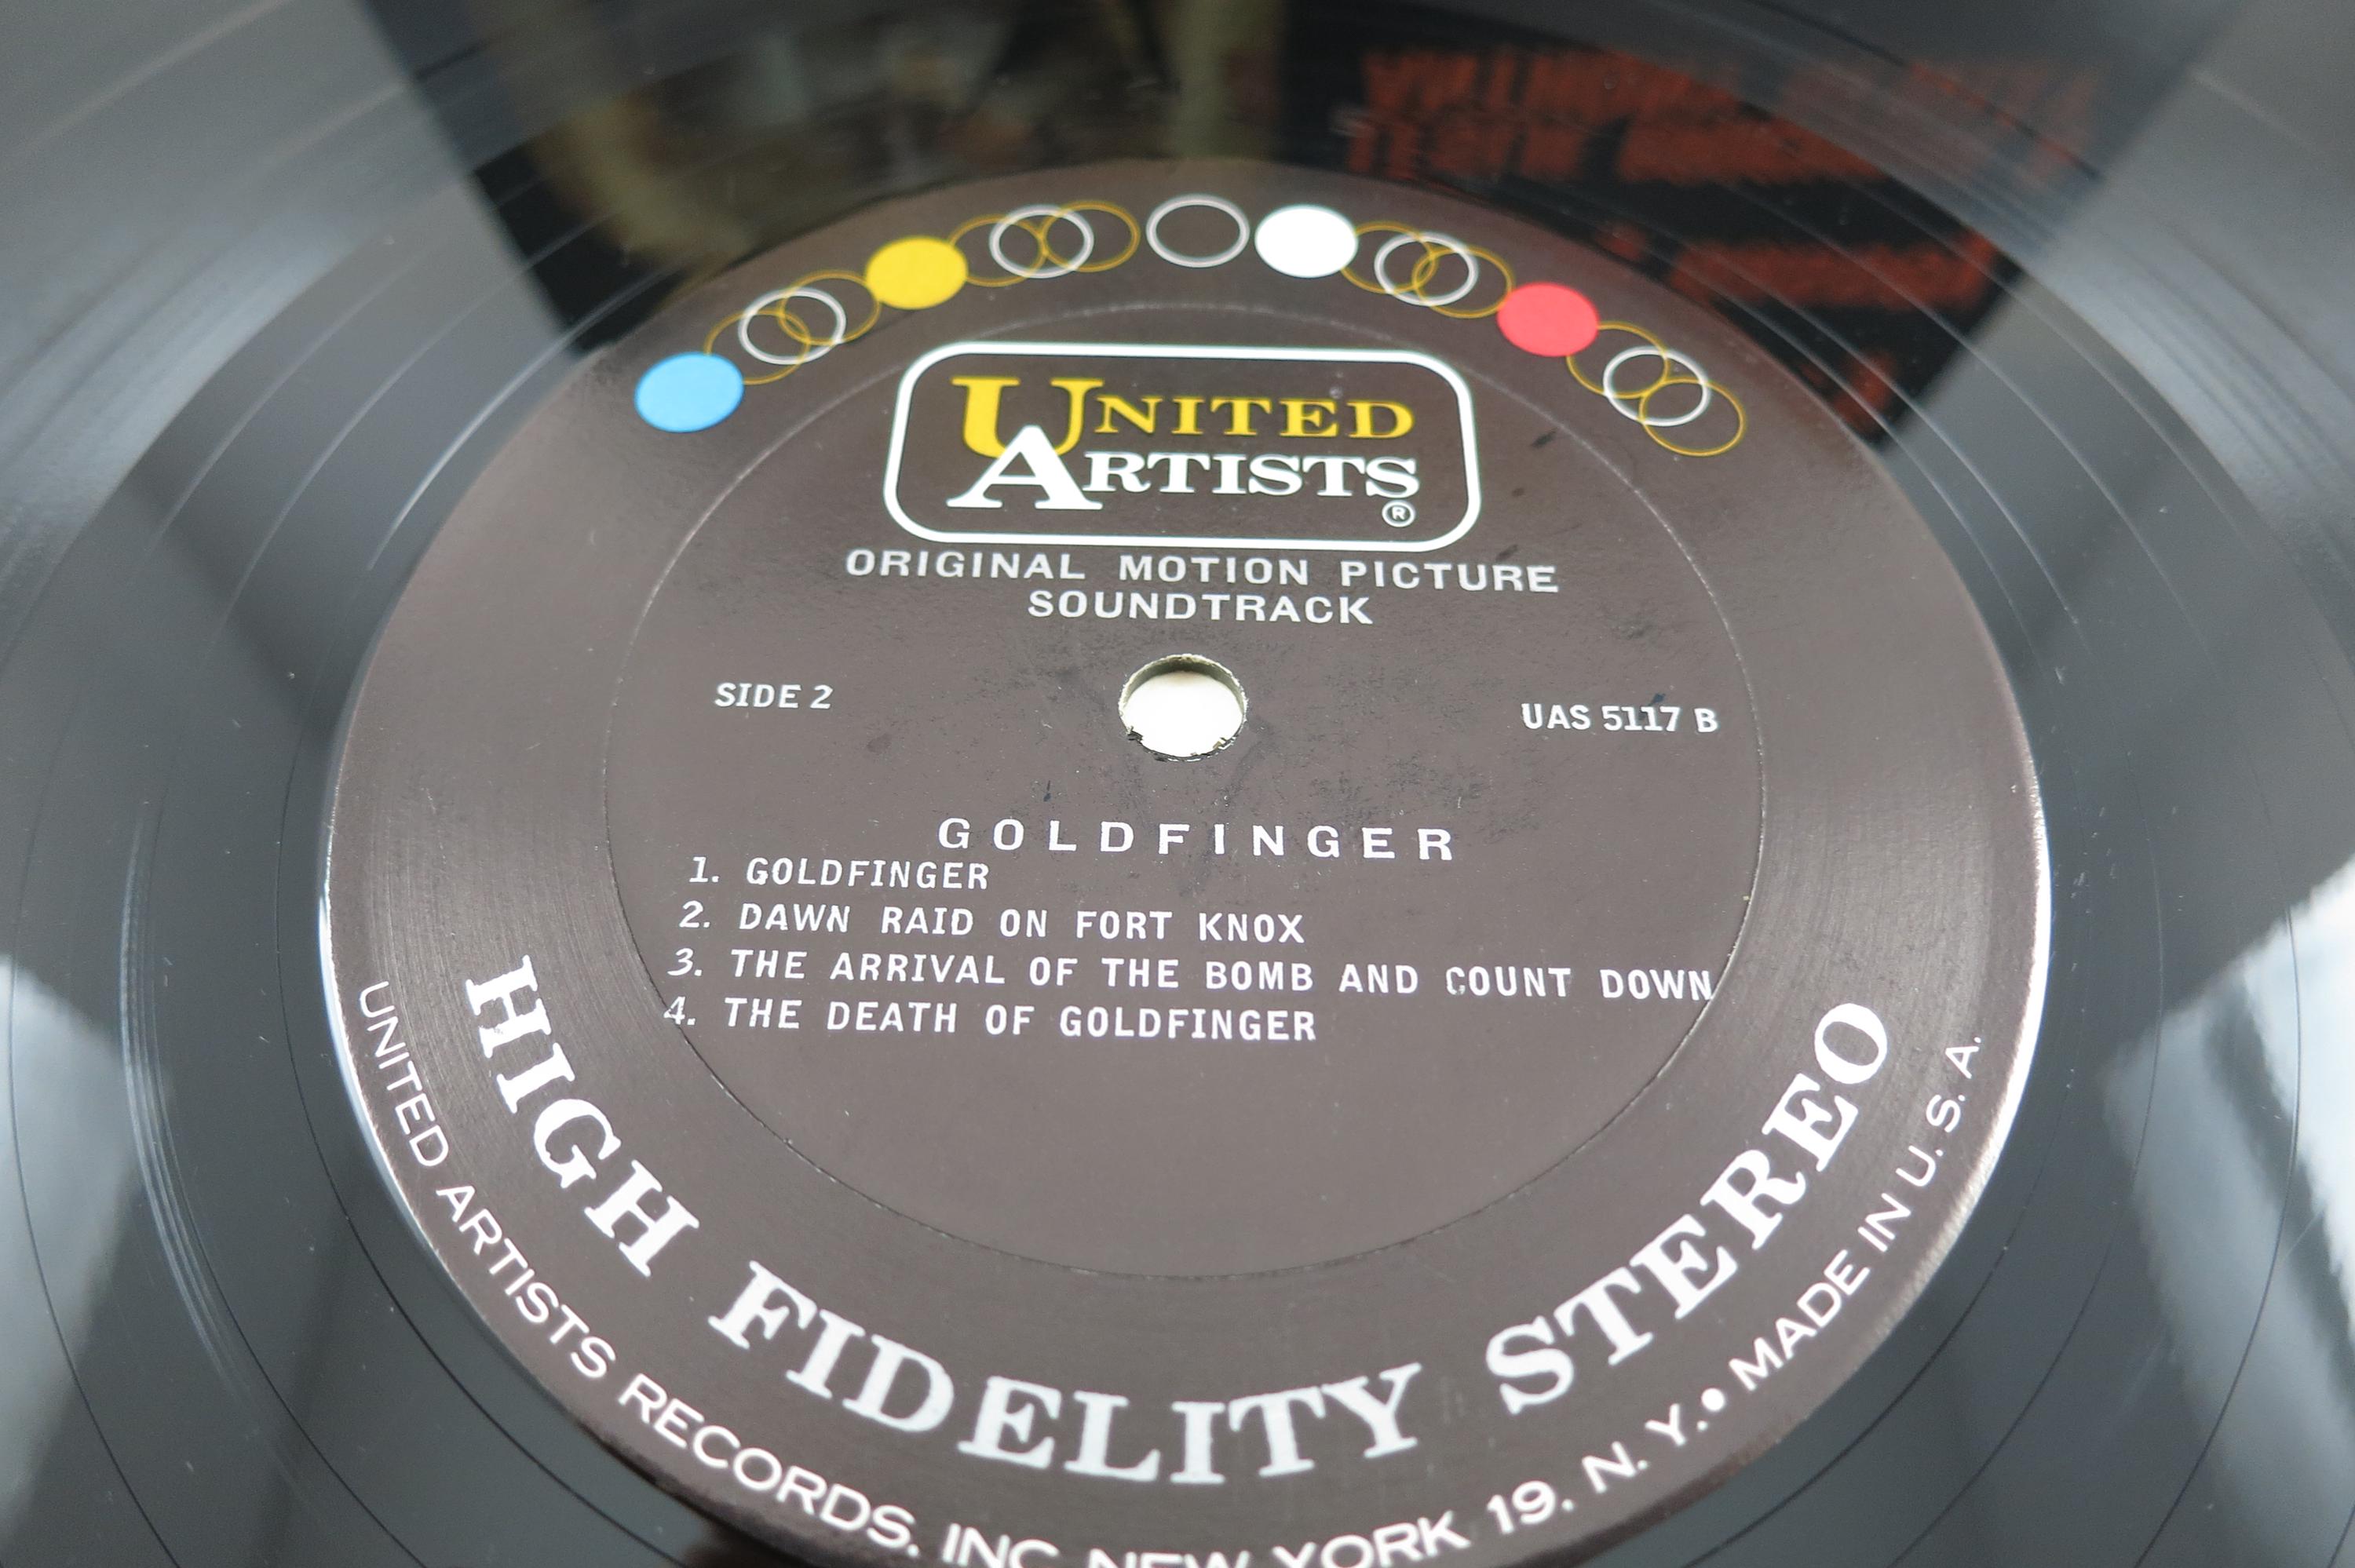 UNITED
ARTISTS
®
ORIGINAL MOTION PICTURE
SOUNDTRACK
SIDE 2
UAS 5117 B
GOLDFINGER
1. GOLDFINGER
2. DAWN RAID ON FORT KNOX
3. THE ARRIVAL OF THE BOMB AND COUNT DOWN
4. THE DEATH OF GOLDFINGER
HIGH FIDELITY STEREO
UNITED ARTISTS RECORDS, INC NEW YORK 19, N. Y. • MADE IN U. S. A.